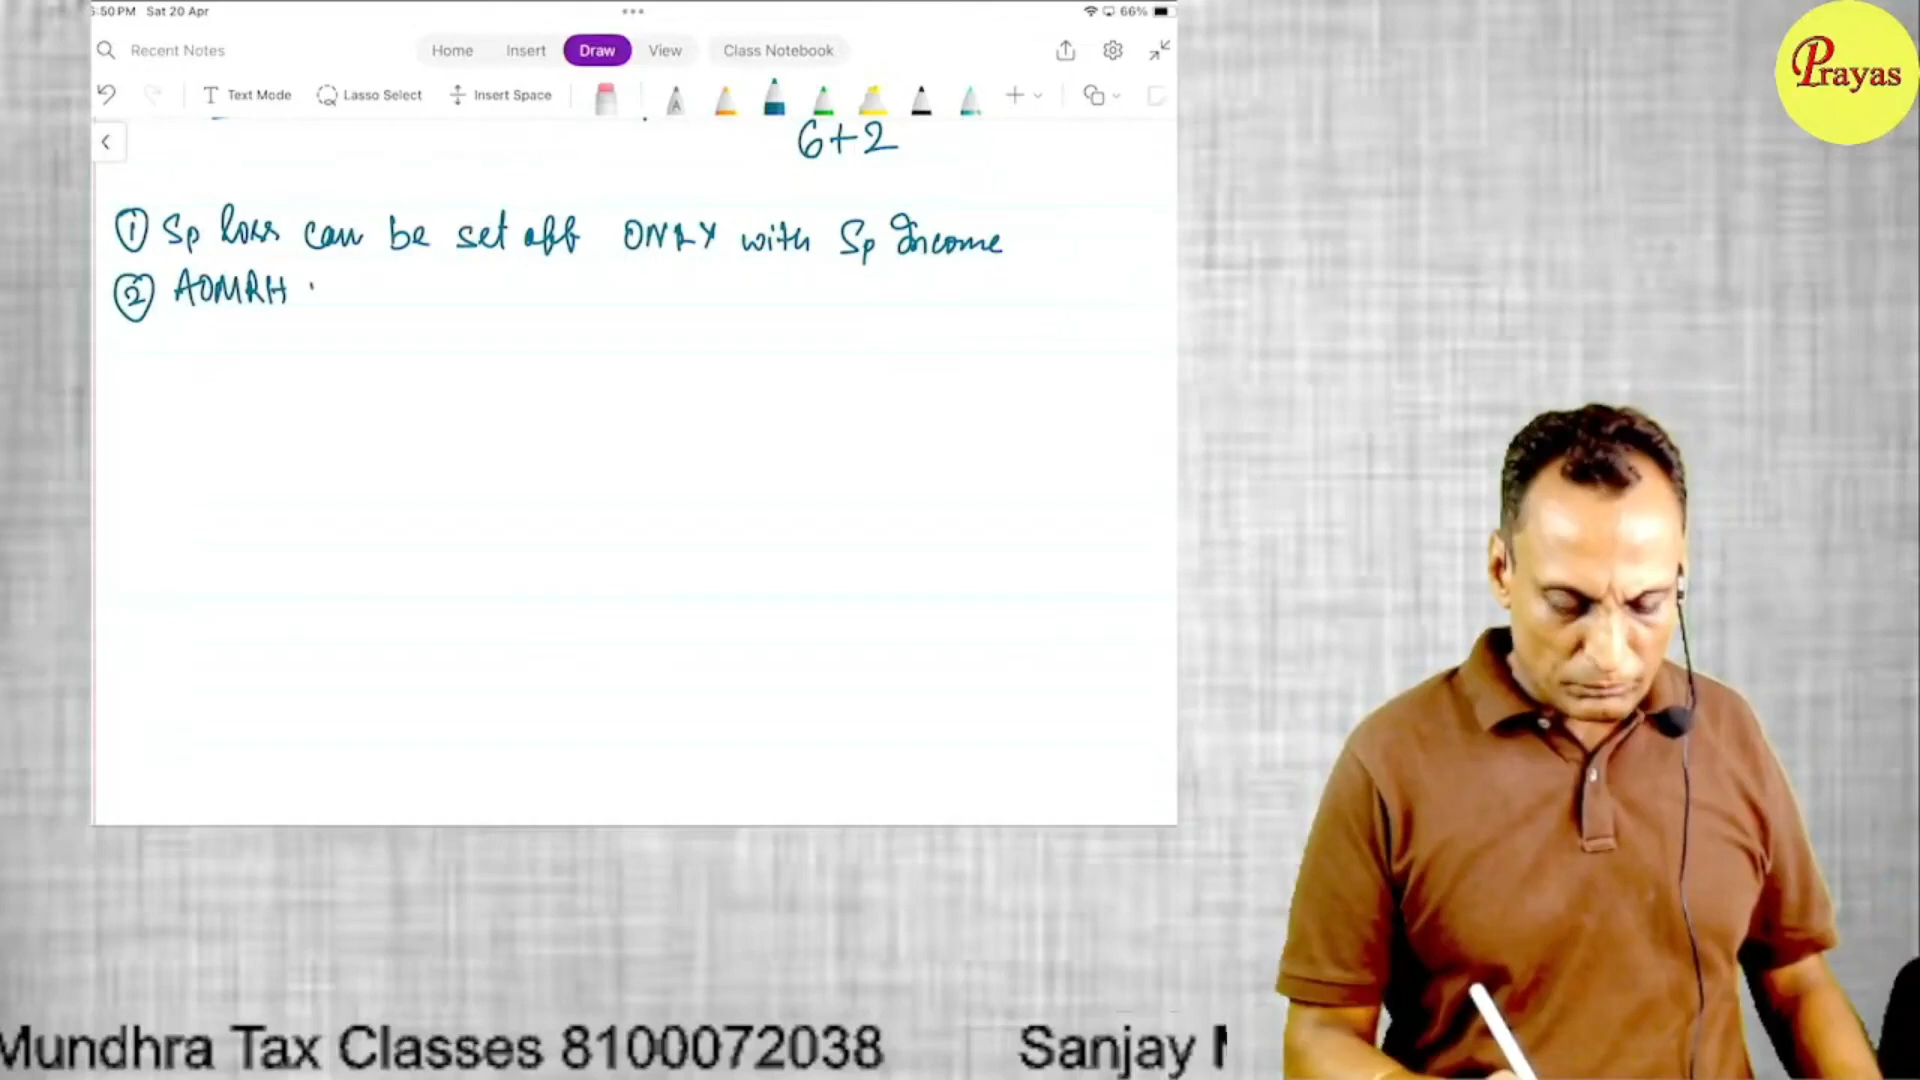 :50 PM Sat 20 Apr
66%
Recent Notes
Home Insert Draw View Class Notebook
Text Mode Lasso Select Insert Space
6+2
① Sp loss can be set off ONLY with Sp Income
② AOMRH
Prayas
Mundhra Tax Classes 8100072038 Sanjay